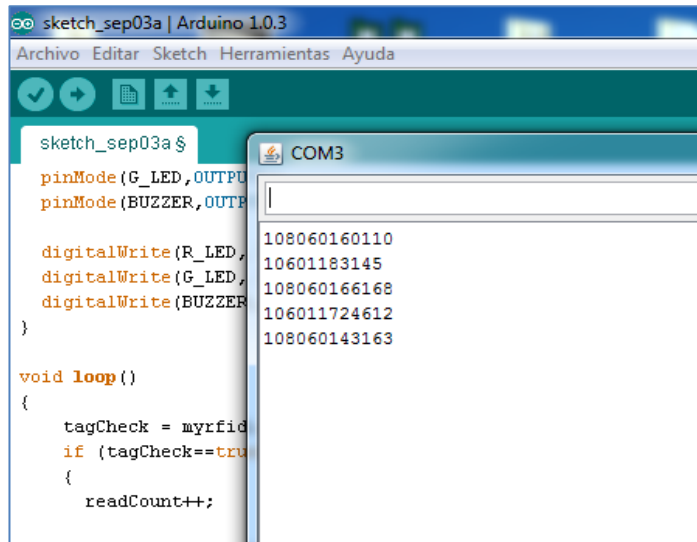 sketch_sep03a | Arduino 1.0.3
Archivo Editar Sketch Herramientas Ayuda
sketch_sep03a §
pinMode(G_LED,OUTPU
pinMode(BUZZER,OUTP
digitalWrite(R_LED,
digitalWrite(G_LED,
digitalWrite(BUZZER
}
void loop()
{
tagCheck = myrfid
if (tagCheck==tru
{
readCount++;
COM3
108060160110
10601183145
108060166168
106011724612
108060143163